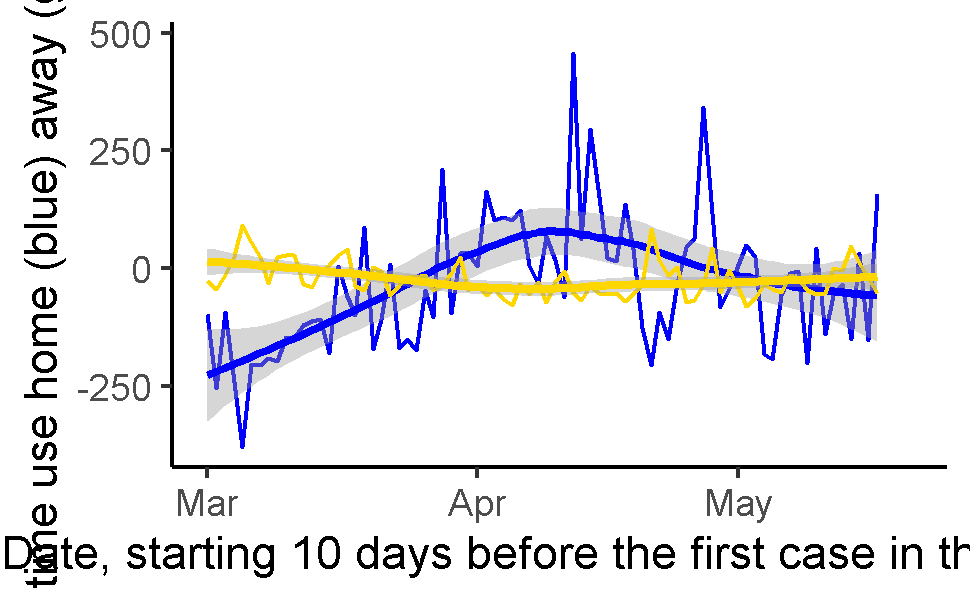 time use home (blue) away (
500
250
0
-250
Mar Apr May
Date, starting 10 days before the first case in th